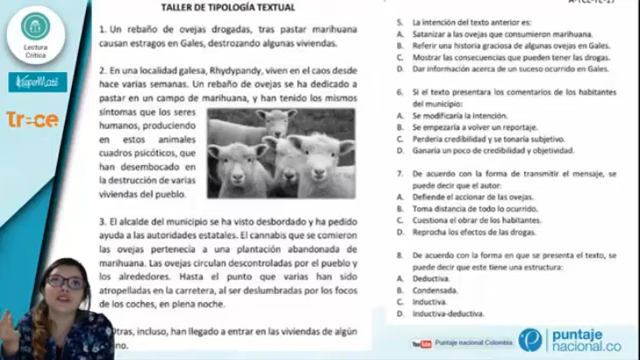 Lectura
Crítica
TALLER DE TIPOLOGÍA TEXTUAL
1. Un rebaño de ovejas drogadas, tras pastar marihuana
causan estragos en Gales, destrozando algunas viviendas.
2. En una localidad galesa, Rhydypandy, viven en el caos desde
hace varias semanas. Un rebaño de ovejas se ha dedicado a
pastar en un campo de marihuana, y han tenido los mismos
síntomas que los seres
humanos, produciendo
en estos animales
cuadros psicóticos, que
han desembocado en
la destrucción de varias
viviendas del pueblo.
3. El alcalde del municipio se ha visto desbordado y ha pedido
ayuda a las autoridades estatales. El cannabis que se comieron
las ovejas pertenecía a una plantación abandonada de
marihuana. Las ovejas circulan descontroladas por el pueblo y
los alrededores. Hasta el punto que varias han sido
atropelladas en la carretera, al ser deslumbradas por los focos
de los coches, en plena noche.
Otras, incluso, han llegado a entrar en las viviendas de algún
5. La intención del texto anterior es:
A. Satanizar a las ovejas que consumieron marihuana.
B. Referir una historia graciosa de algunas ovejas en Gales.
C. Mostrar las consecuencias que pueden tener las drogas.
D. Dar información acerca de un suceso ocurrido en Gales.
6. Si el texto presentara los comentarios de los habitantes
del municipio:
A. Se modificaría la intención.
B. Se empezaría a volver un reportaje.
C. Perdería credibilidad y se tornaría subjetivo.
D. Ganaría un poco de credibilidad y objetividad.
7. De acuerdo con la forma de transmitir el mensaje, se
puede decir que el autor:
A. Defiende el accionar de las ovejas.
B. Toma distancia de todo lo ocurrido.
C. Cuestiona el obrar de los habitantes.
D. Reprocha los efectos de las drogas.
8. De acuerdo con la forma en que se presenta el texto, se
puede decir que este tiene una estructura:
A. Deductiva.
B. Condensada.
C. Inductiva.
D. Inductiva-deductiva.
Puntaje nacional Colombia
puntaje
nacional.co